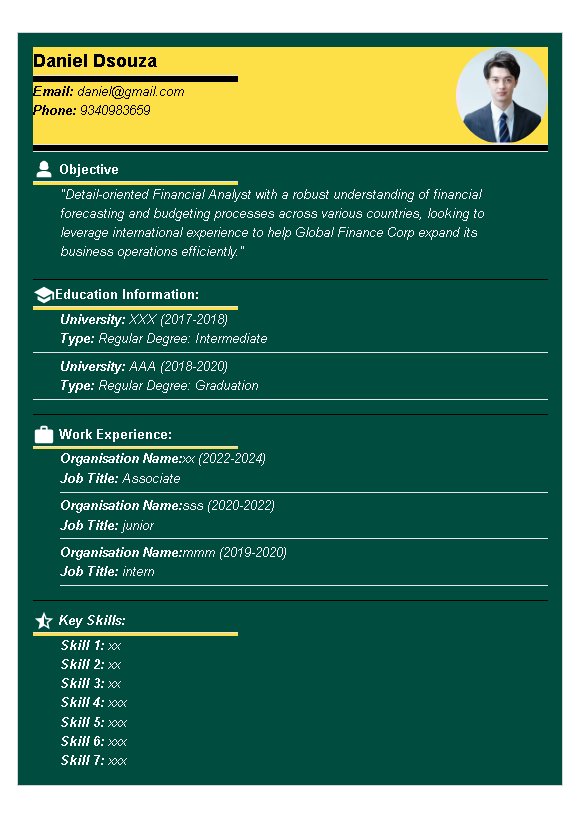 Daniel Dsouza
Email: daniel@gmail.com
Phone: 9340983659
Objective
"Detail-oriented Financial Analyst with a robust understanding of financial
forecasting and budgeting processes across various countries, looking to
leverage international experience to help Global Finance Corp expand its
business operations efficiently."
Education Information:
University: XXX (2017-2018)
Type: Regular Degree: Intermediate
University: AAA (2018-2020)
Type: Regular Degree: Graduation
Work Experience:
Organisation Name:xx (2022-2024)
Job Title: Associate
Organisation Name:sss (2020-2022)
Job Title: junior
Organisation Name:mmm (2019-2020)
Job Title: intern
Key Skills:
Skill 1: xx
Skill 2: xx
Skill 3: xx
Skill 4: xxx
Skill 5: xxx
Skill 6: xxx
Skill 7: xxx